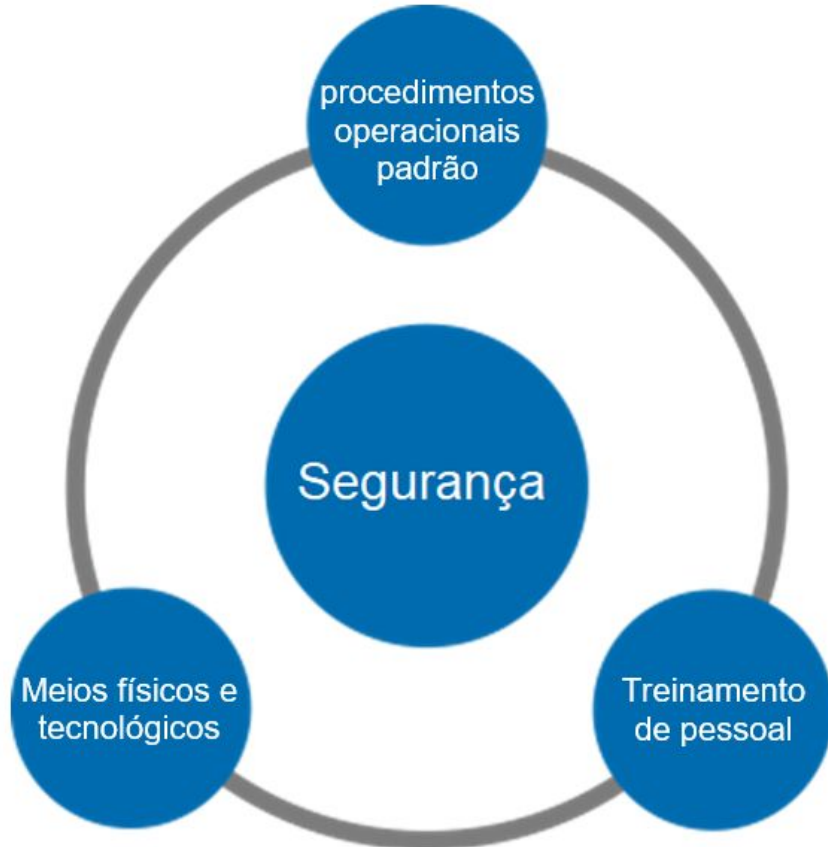 procedimentos
operacionais
padrão
Segurança
Meios físicos e
tecnológicos
Treinamento
de pessoal